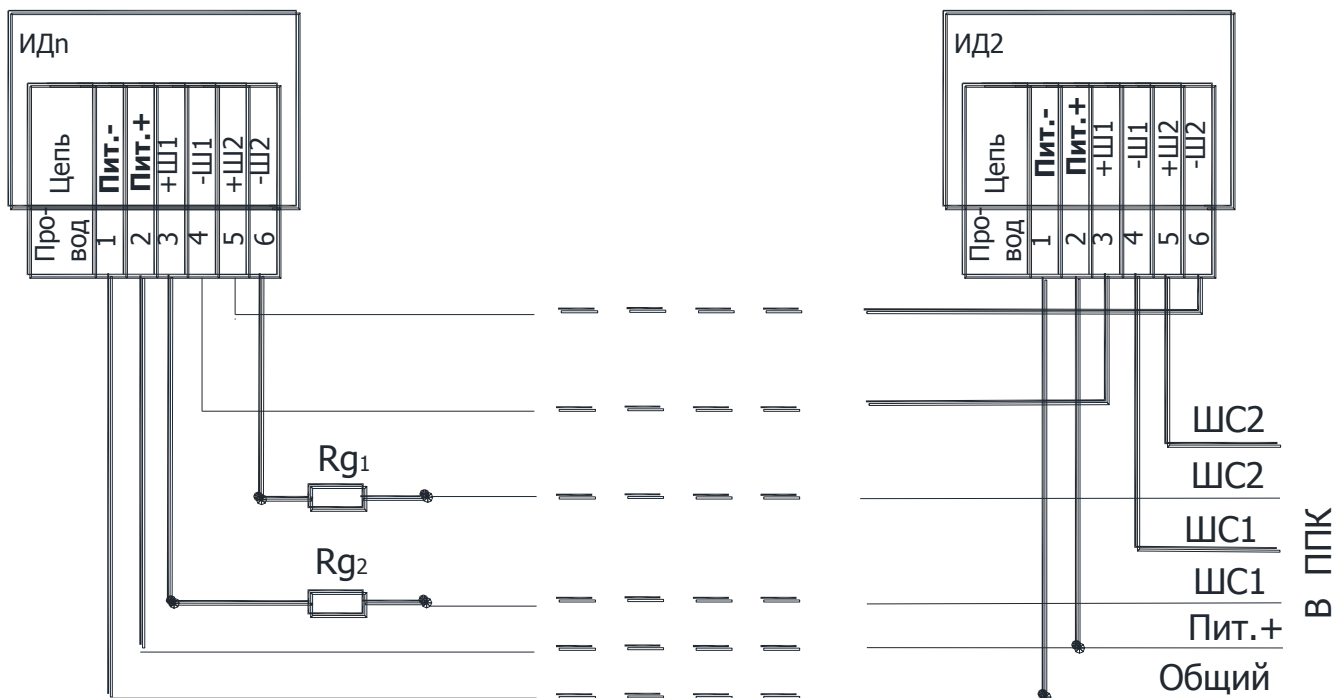 ИДn
Цепь
Пит.-
Пит.+
+Ш1
-Ш1
+Ш2
-Ш2
Про-
вод
1
2
3
4
5
6
ИД2
Цепь
Пит.-
Пит.+
+Ш1
-Ш1
+Ш2
-Ш2
Про-
вод
1
2
3
4
5
6
Rg1
Rg2
ШС2
ШС2
ШС1
ШС1
Пит.+
Общий
В ППК